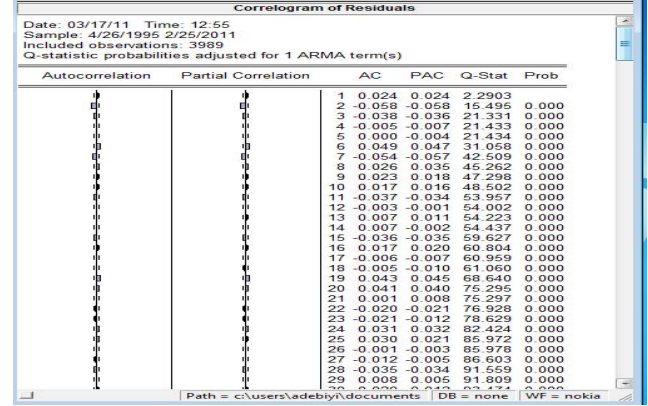 Correlogram of Residuals
Date: 03/17/11 Time: 12:55
Sample: 4/26/1995 2/25/2011
Included observations: 3989
Q-statistic probabilities adjusted for 1 ARMA term(s)
Autocorrelation Partial Correlation AC PAC Q-Stat Prob
1 0.024 0.024 2.2903
2 -0.058 -0.058 15.495 0.000
3 -0.038 -0.036 21.331 0.000
4 -0.005 -0.007 21.433 0.000
5 0.000 -0.004 21.434 0.000
6 0.049 0.047 31.058 0.000
7 -0.054 -0.057 42.509 0.000
8 0.026 0.035 45.262 0.000
9 0.023 0.018 47.298 0.000
10 0.017 0.016 48.502 0.000
11 -0.037 -0.034 53.957 0.000
12 -0.003 -0.001 54.002 0.000
13 0.007 0.011 54.223 0.000
14 0.007 -0.002 54.437 0.000
15 -0.036 -0.035 59.627 0.000
16 0.017 0.020 60.804 0.000
17 -0.006 -0.007 60.959 0.000
18 -0.005 -0.010 61.060 0.000
19 0.043 0.045 68.640 0.000
20 0.041 0.040 75.295 0.000
21 0.001 0.008 75.297 0.000
22 -0.020 -0.021 76.928 0.000
23 -0.021 -0.012 78.629 0.000
24 0.031 0.032 82.424 0.000
25 0.030 0.021 85.972 0.000
26 -0.001 -0.003 85.978 0.000
27 -0.012 -0.005 86.603 0.000
28 -0.035 -0.034 91.559 0.000
29 0.008 0.005 91.809 0.000
Path = c:\users\adebiyi\documents DB = none WF = nokia